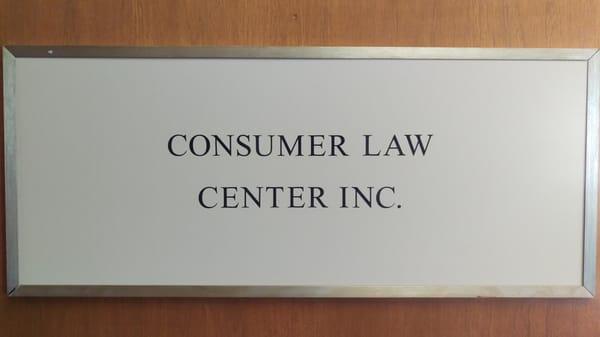 CONSUMER LAW
CENTER INC.